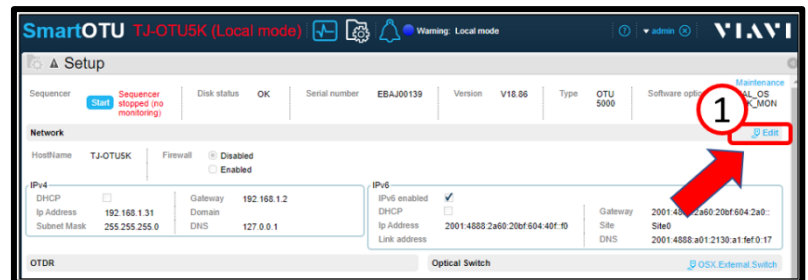 SmartOTU TJ-OTU5K (Local mode) Warning: Local mode ? admin VIAVI
Setup
Maintenance
Sequencer Start Sequencer stopped (no monitoring) Disk status OK Serial number EBAJ00139 Version V18.86 Type OTU 5000 Software option
1
Network Edit
HostName TJ-OTU5K Firewall Disabled
Enabled
IPv4
DHCP Gateway 192.168.1.2
Ip Address 192.168.1.31 Domain
Subnet Mask 255.255.255.0 DNS 127.0.0.1
IPv6
IPv6 enabled
DHCP Gateway
Ip Address 2001:4888:2a60:20bf:604:40f::f0 Site Site0
Link address DNS 2001:4888:a01:2130:a1:fef:0:17
OTDR Optical Switch OSX.External.Switch